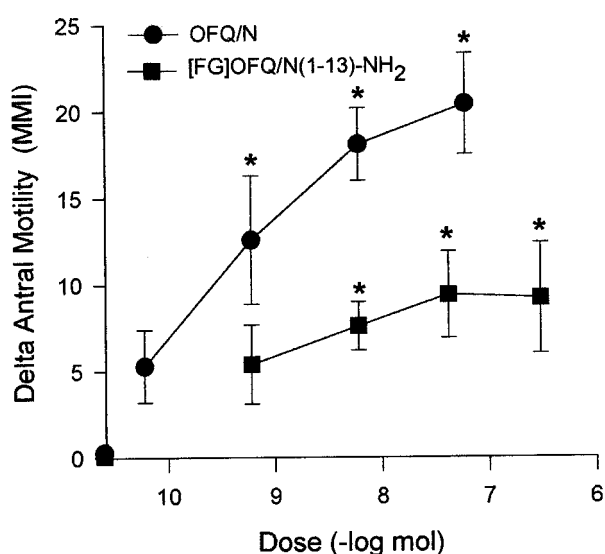 25
20
15
10
5
0
Delta Antral Motility (MMI)
OFQ/N
[FG]OFQ/N(1-13)-NH₂
*
*
*
*
*
*
10 9 8 7 6
Dose (-log mol)